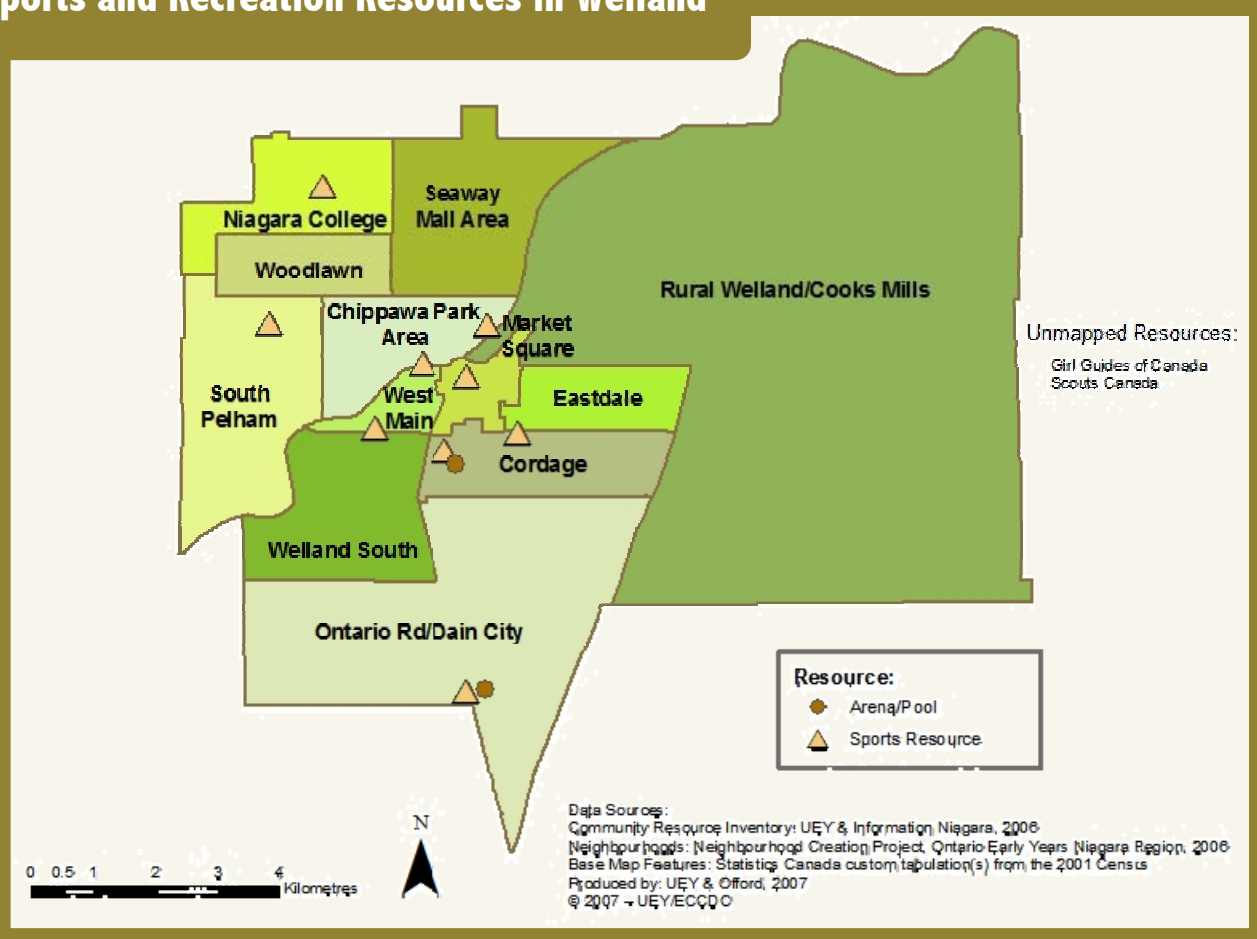 ports and Recreation Resources in Welland
Niagara College
Seaway
Mall Area
Woodlawn
Rural Welland/Cooks Mills
Chippawa Park
Area
Market
Square
Unmapped Resources:
Girl Guides of Canada
Scouts Canada
South
Pelham
West
Main
Eastdale
Cordage
Welland South
Ontario Rd/Dain City
Resource:
Arena/Pool
Sports Resource
N
0 0.5 1 2 3 4
Kilometres
Data Sources:
Community Resource Inventory: UEY & Information Niagara, 2006
Neighbourhoods: Neighbourhood Creation Project, Ontario Early Years Niagara Region, 2006
Base Map Features: Statistics Canada custom tabulation(s) from the 2001 Census
Produced by: UEY & Offord, 2007
© 2007 – UEY/ECCDC